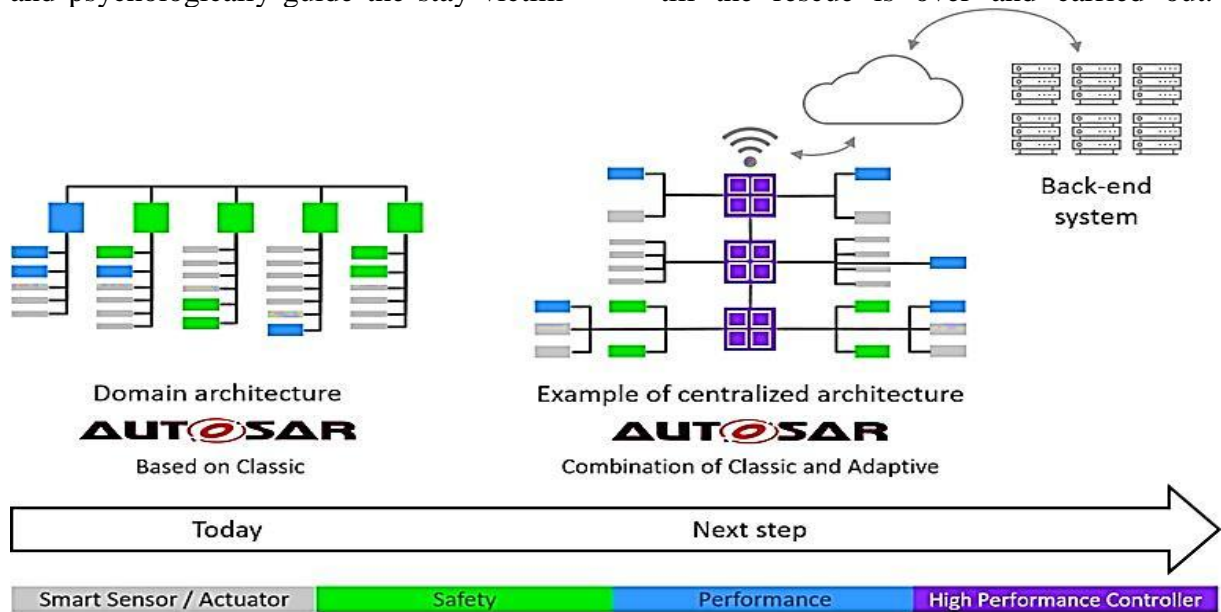 and psychologically guide the stay victim
till the rescue is over and carried out.
Back-end
system
Domain architecture
AUTOSAR
Based on Classic
Example of centralized architecture
AUTOSAR
Combination of Classic and Adaptive
Today
Next step
Smart Sensor / Actuator
Safety
Performance
High Performance Controller